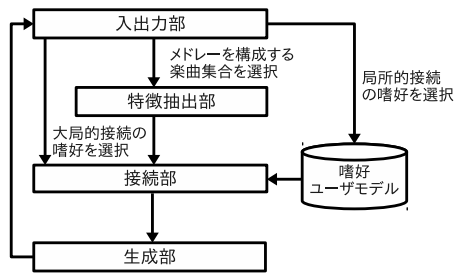 入出力部
メドレーを構成する
楽曲集合を選択
局所的接続
の嗜好を選択
特徴抽出部
大局的接続の
嗜好を選択
接続部
嗜好
ユーザモデル
生成部